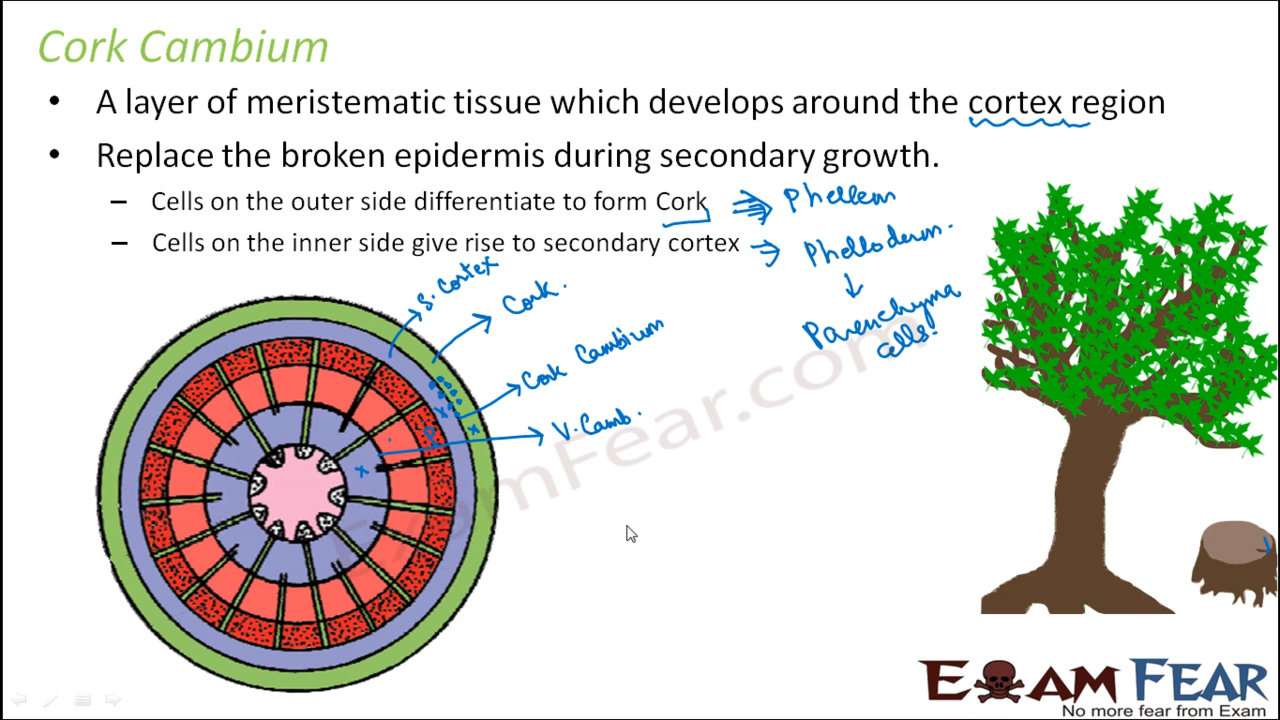 Cork Cambium
• A layer of meristematic tissue which develops around the cortex region
• Replace the broken epidermis during secondary growth.
– Cells on the outer side differentiate to form Cork ⇒ Phellem
– Cells on the inner side give rise to secondary cortex ⇒ Phelloderm.
↓
Parenchyma
cells.
S. Cortex
Cork.
Cork Cambium
V. Camb.
ExamFear.com
EXAM FEAR
No more fear from Exam